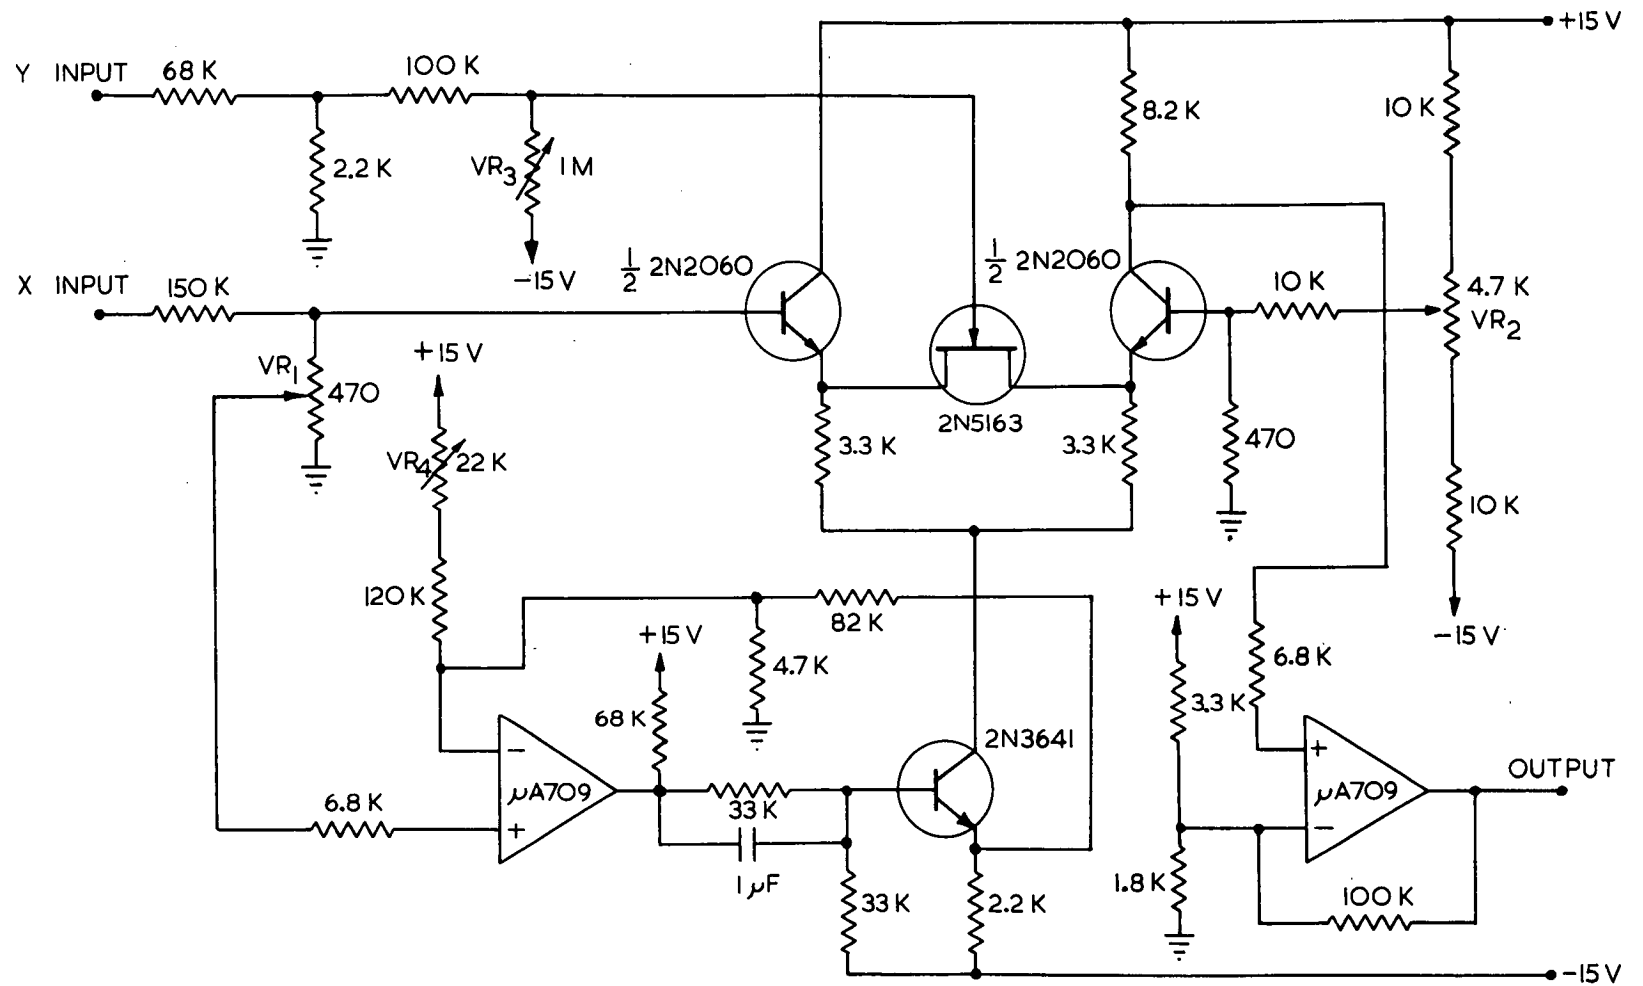 +15 V
Y INPUT
68 K
100 K
8.2 K
10 K
2.2 K
VR3
1 M
-15 V
½ 2N2060
½ 2N2060
X INPUT
150 K
10 K
4.7 K
VR2
+15 V
VR1
470
2N5163
VR4
22 K
3.3 K
3.3 K
470
10 K
120 K
82 K
+15 V
+15 V
-15 V
4.7 K
6.8 K
68 K
3.3 K
2N3641
−
+
OUTPUT
μA709
μA709
6.8 K
33 K
+
−
1 μF
1.8 K
33 K
2.2 K
100 K
-15 V